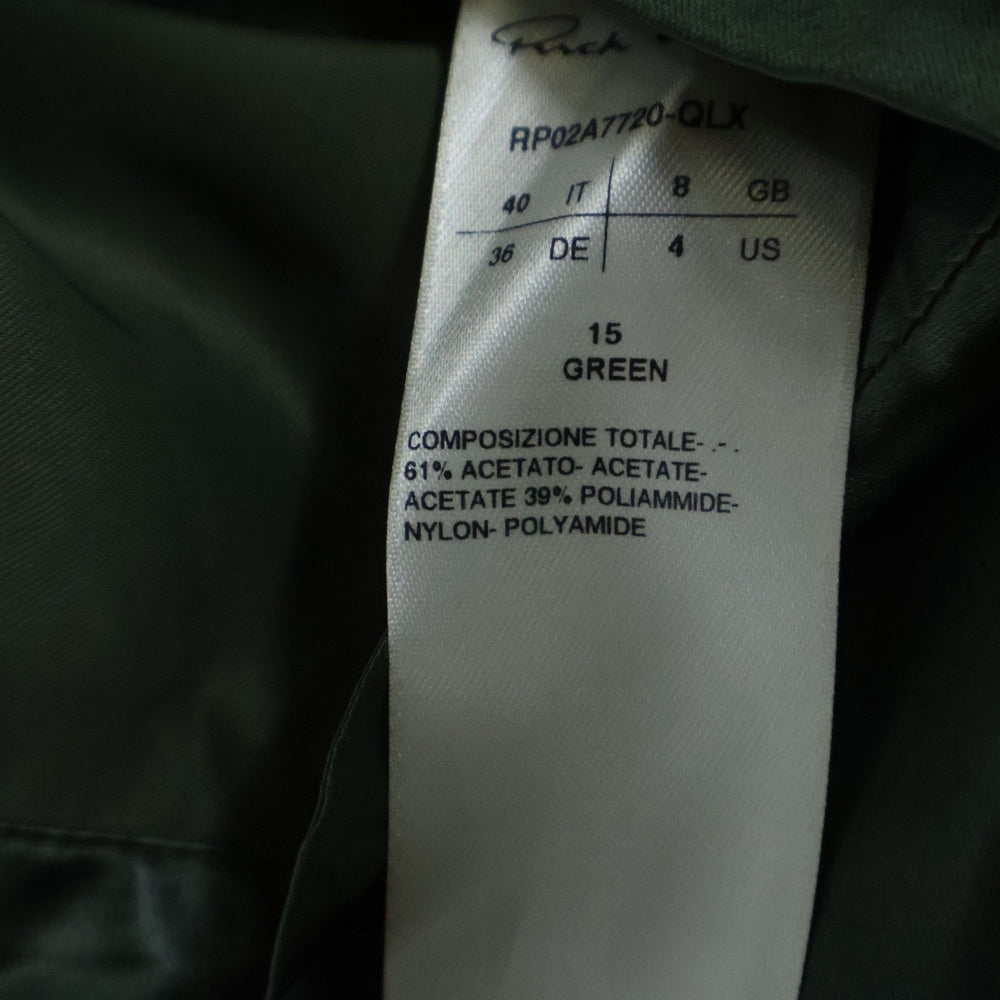 RP02A7720-QLX
40 IT 8 GB
36 DE 4 US
15
GREEN
COMPOSIZIONE TOTALE- .-.
61% ACETATO- ACETATE-
ACETATE 39% POLIAMMIDE-
NYLON- POLYAMIDE